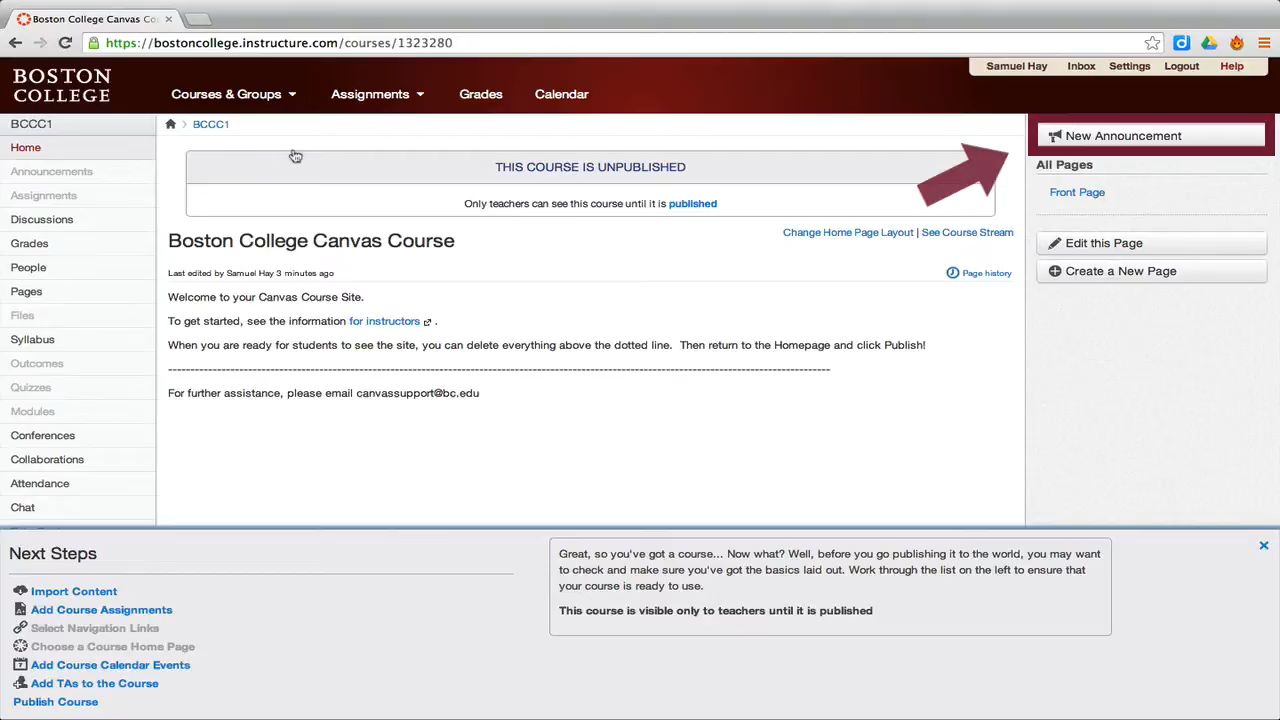 Boston College Canvas Co
https://bostoncollege.instructure.com/courses/1323280
BOSTON
COLLEGE
Courses & Groups
Assignments
Grades
Calendar
Samuel Hay
Inbox
Settings
Logout
Help
BCCC1
Home
Announcements
Assignments
Discussions
Grades
People
Pages
Files
Syllabus
Outcomes
Quizzes
Modules
Conferences
Collaborations
Attendance
Chat
BCCC1
THIS COURSE IS UNPUBLISHED
Only teachers can see this course until it is published
Change Home Page Layout | See Course Stream
Boston College Canvas Course
Last edited by Samuel Hay 3 minutes ago
Page history
Welcome to your Canvas Course Site.
To get started, see the information for instructors .
When you are ready for students to see the site, you can delete everything above the dotted line. Then return to the Homepage and click Publish!
--------------------------------------------------------------------------------
For further assistance, please email canvassupport@bc.edu
New Announcement
All Pages
Front Page
Edit this Page
Create a New Page
Next Steps
Import Content
Add Course Assignments
Select Navigation Links
Choose a Course Home Page
Add Course Calendar Events
Add TAs to the Course
Publish Course
Great, so you've got a course... Now what? Well, before you go publishing it to the world, you may want
to check and make sure you've got the basics laid out. Work through the list on the left to ensure that
your course is ready to use.
This course is visible only to teachers until it is published